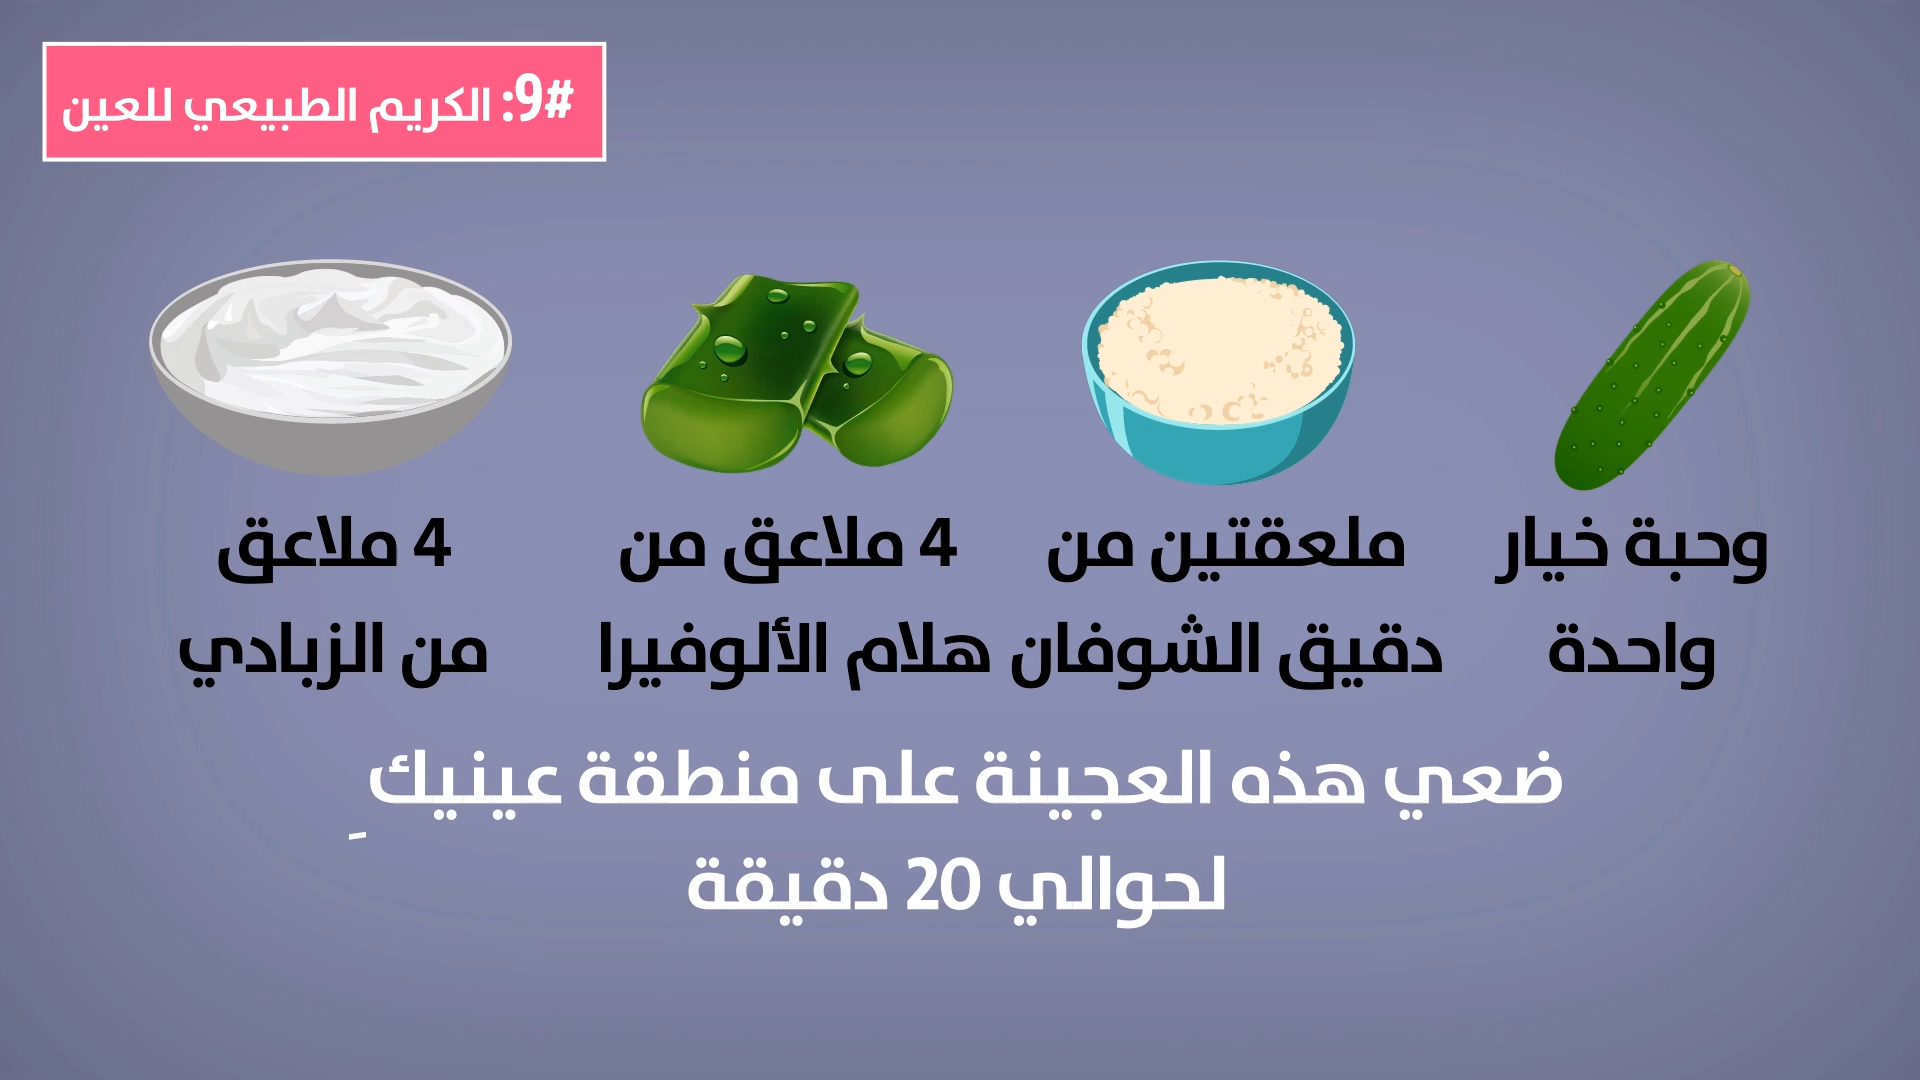 #9: الكريم الطبيعي للعين
وحبة خيار
واحدة
ملعقتين من
دقيق الشوفان
4 ملاعق من
هلام الألوفيرا
4 ملاعق
من الزبادي
ضعي هذه العجينة على منطقة عينيكَ
لحوالي 20 دقيقة